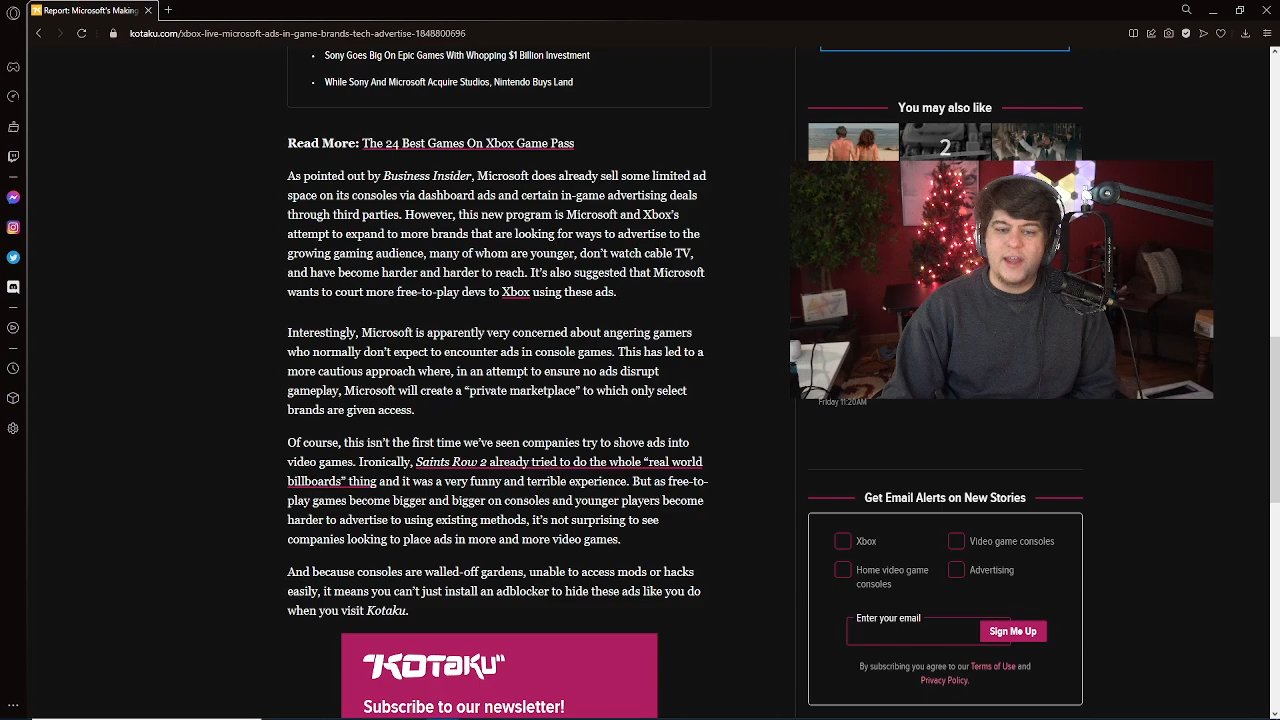 Report: Microsoft's Making
kotaku.com/xbox-live-microsoft-ads-in-game-brands-tech-advertise-1848800696
Sony Goes Big On Epic Games With Whopping $1 Billion Investment
While Sony And Microsoft Acquire Studios, Nintendo Buys Land
Read More: The 24 Best Games On Xbox Game Pass
As ported out by Business Insider, Microsoft does already sell some limited ad
space on its consoles via dashboard ads and certain in-game advertising deals
through third parties. However, this new program is Microsoft and Xbox's
attempt to expand to more brands that are looking for ways to advertise to the
growing gaming audience, many of whom are younger, don't watch cable TV,
and have become harder and harder to reach. It's also suggested that Microsoft
wants to court more free-to-play devs to Xbox using these ads.
Interestingly, Microsoft is apparently very concerned about angering gamers
who normally don't expect to encounter ads in console games. This has led to a
more cautious approach where, in an attempt to ensure no ads disrupt
gameplay, Microsoft will create a “private marketplace” to which only select
brands are given access.
Of course, this isn't the first time we've seen companies to shove ads into
video games. Ironically, Saints Row 2 already tried to do the whole “real world
billboards” thing and it was a very funny and terrible experience. But as free-to-
play games become bigger and bigger on consoles and younger players become
harder to advertise to using existing methods, it's not surprising to see
companies looking to place ads in more and more video games.
And because consoles are walled-off gardens, unable to access mods or hacks
easily, it means you can't just install an adblocker to hide these ads like you do
when you visit Kotaku.
"KOTAKU"
Subscribe to our newsletter!
You may also like
2
Friday 11:20AM
Get Email Alerts on New Stories
Xbox
Video game consoles
Home video game
consoles
Advertising
Enter your email
Sign Me Up
By subscribing you agree to our Terms of Use and
Privacy Policy.